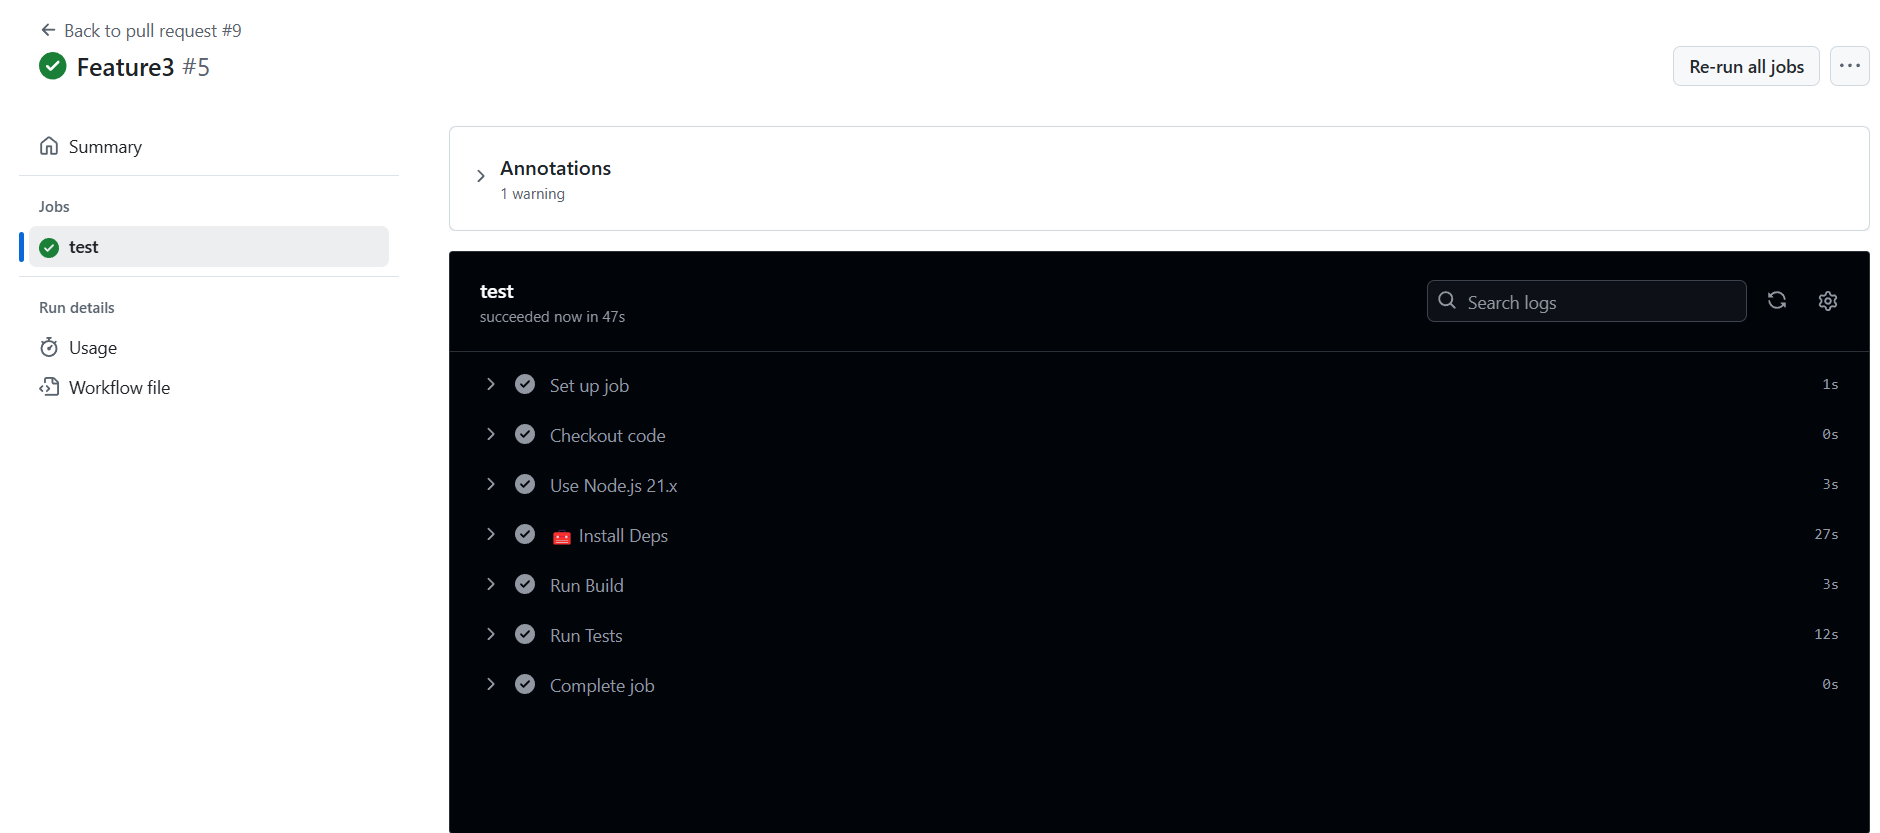 Back to pull request #9
Feature3 #5
Re-run all jobs
Summary
Jobs
test
Run details
Usage
Workflow file
Annotations
1 warning
test
succeeded now in 47s
Search logs
Set up job 1s
Checkout code 0s
Use Node.js 21.x 3s
🧰 Install Deps 27s
Run Build 3s
Run Tests 12s
Complete job 0s